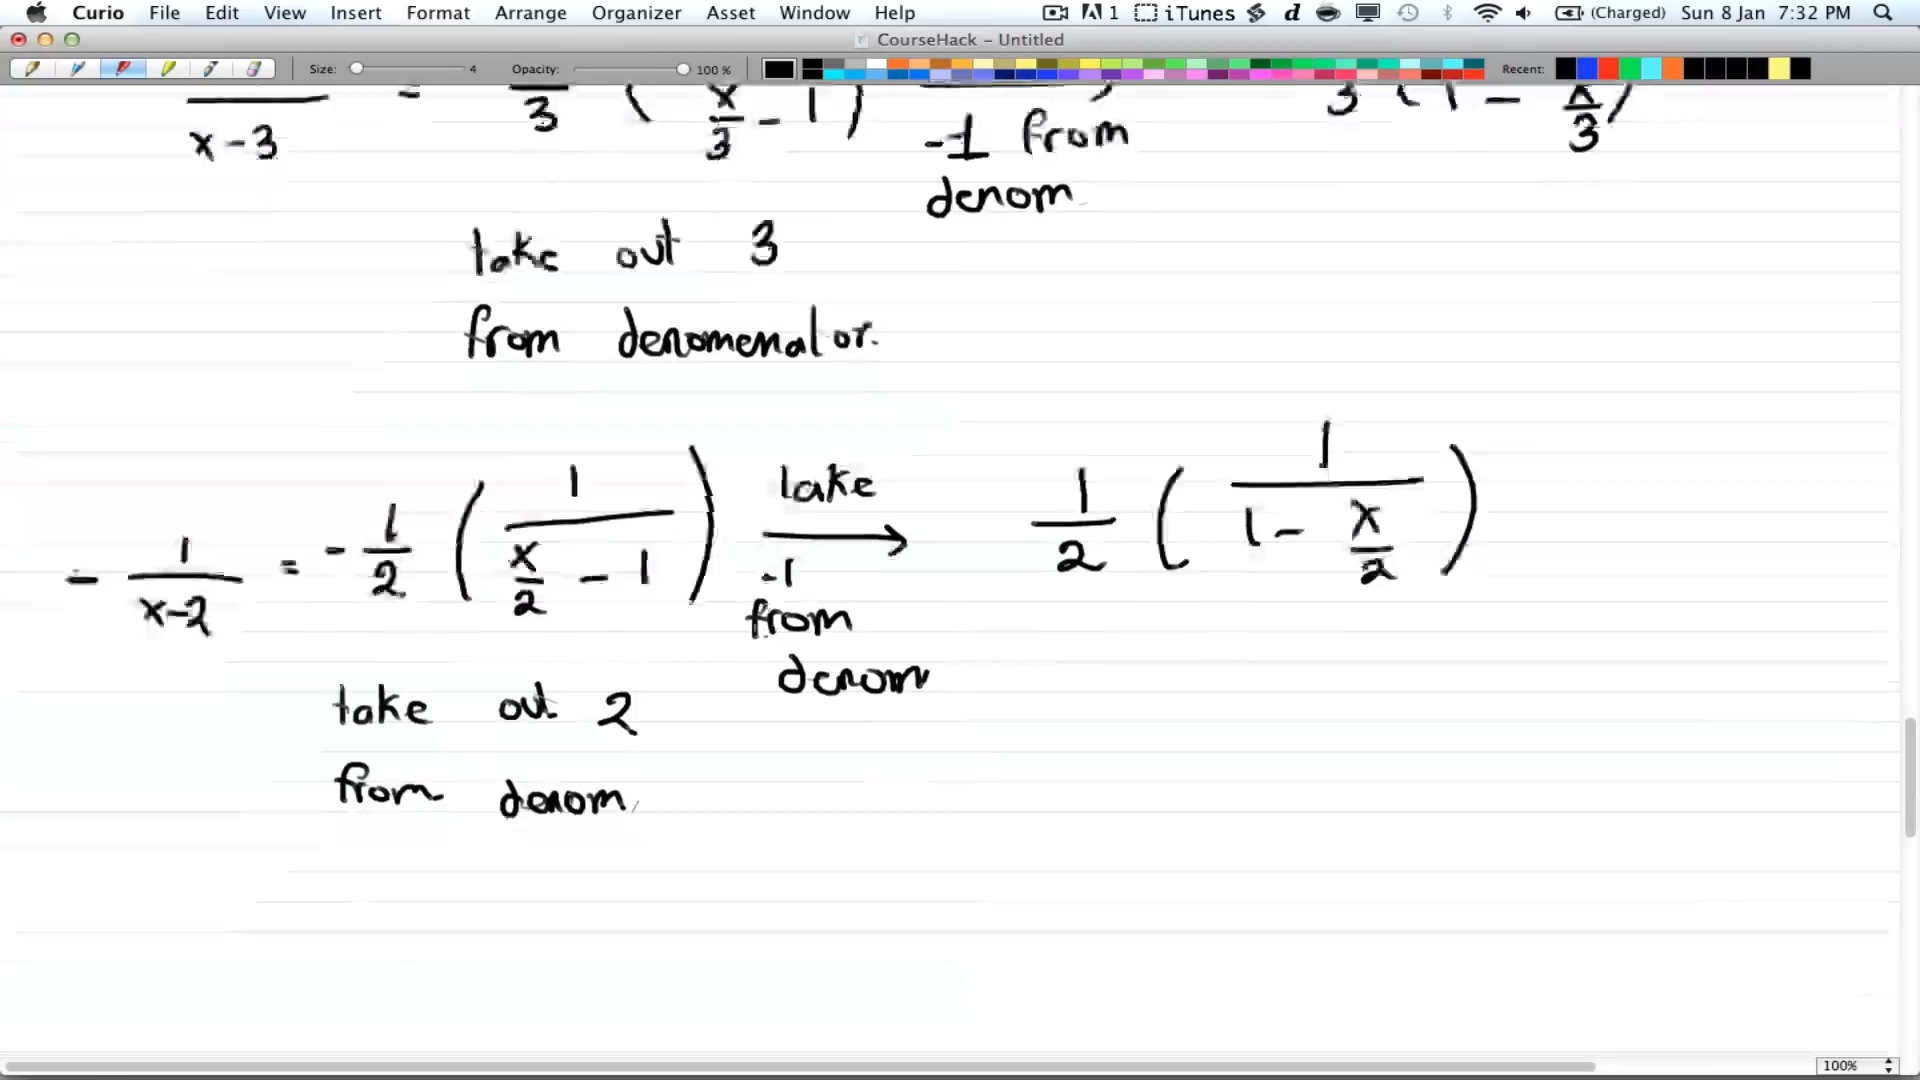 Curio File Edit View Insert Format Arrange Organizer Asset Window Help 1 iTunes d (Charged) Sun 8 Jan 7:32 PM
CourseHack – Untitled
Size: 4 Opacity: 100 % Recent:
x-3 = 3 ( x/3 - 1 ) -1 from 3 ( 1 - x/3 )
denom
take out 3
from denomenator.
- 1/(x-2) = - 1/2 ( 1/(x/2 - 1) ) take 1/2 ( 1/(1 - x/2) )
-1
from
denom
take out 2
from denom
100%